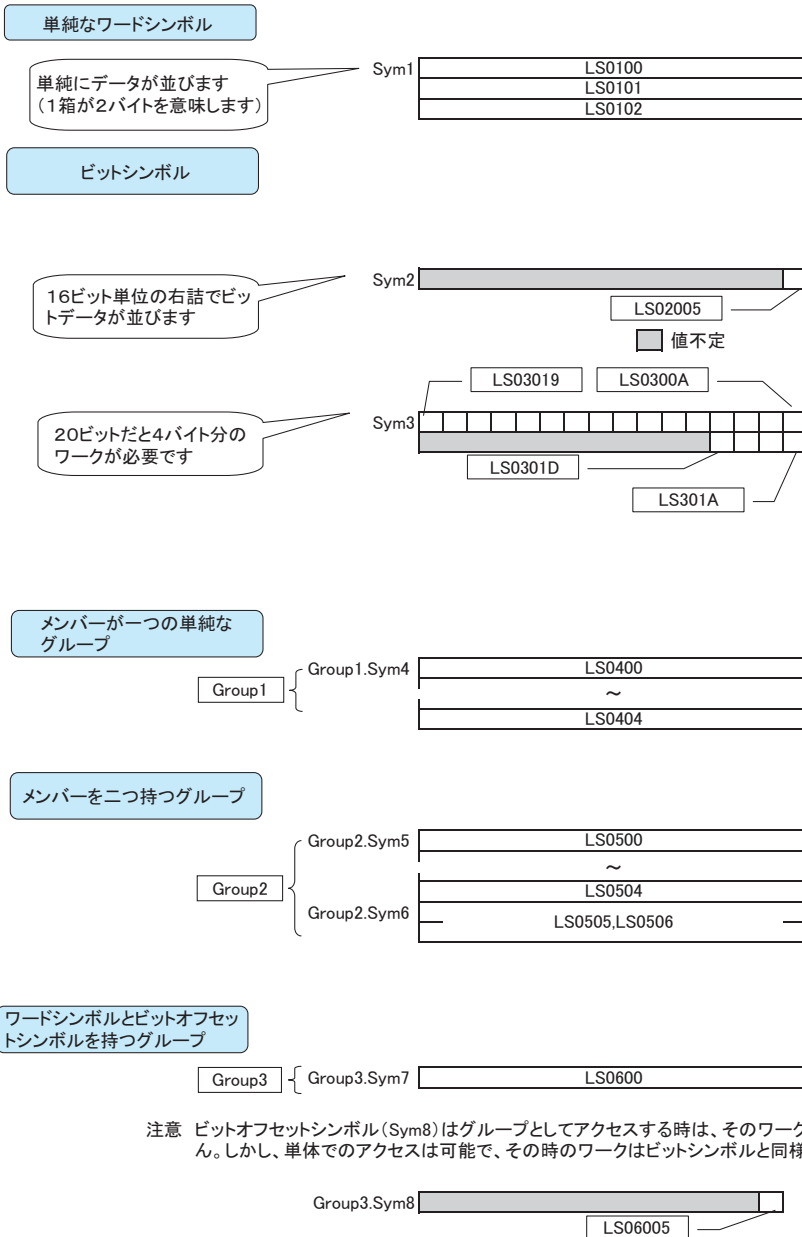 単純なワードシンボル
単純にデータが並びます
(1箱が2バイトを意味します)
Sym1
LS0100
LS0101
LS0102
ビットシンボル
16ビット単位の右詰でビッ
トデータが並びます
Sym2
LS02005
値不定
LS03019
LS0300A
20ビットだと4バイト分の
ワークが必要です
Sym3
LS0301D
LS301A
メンバーが一つの単純な
グループ
Group1
Group1.Sym4
LS0400
~
LS0404
メンバーを二つ持つグループ
Group2
Group2.Sym5
LS0500
~
LS0504
Group2.Sym6
LS0505,LS0506
ワードシンボルとビットオフセッ
トシンボルを持つグループ
Group3
Group3.Sym7
LS0600
注意 ビットオフセットシンボル(Sym8)はグループとしてアクセスする時は、そのワーク
ん。しかし、単体でのアクセスは可能で、その時のワークはビットシンボルと同様
Group3.Sym8
LS06005